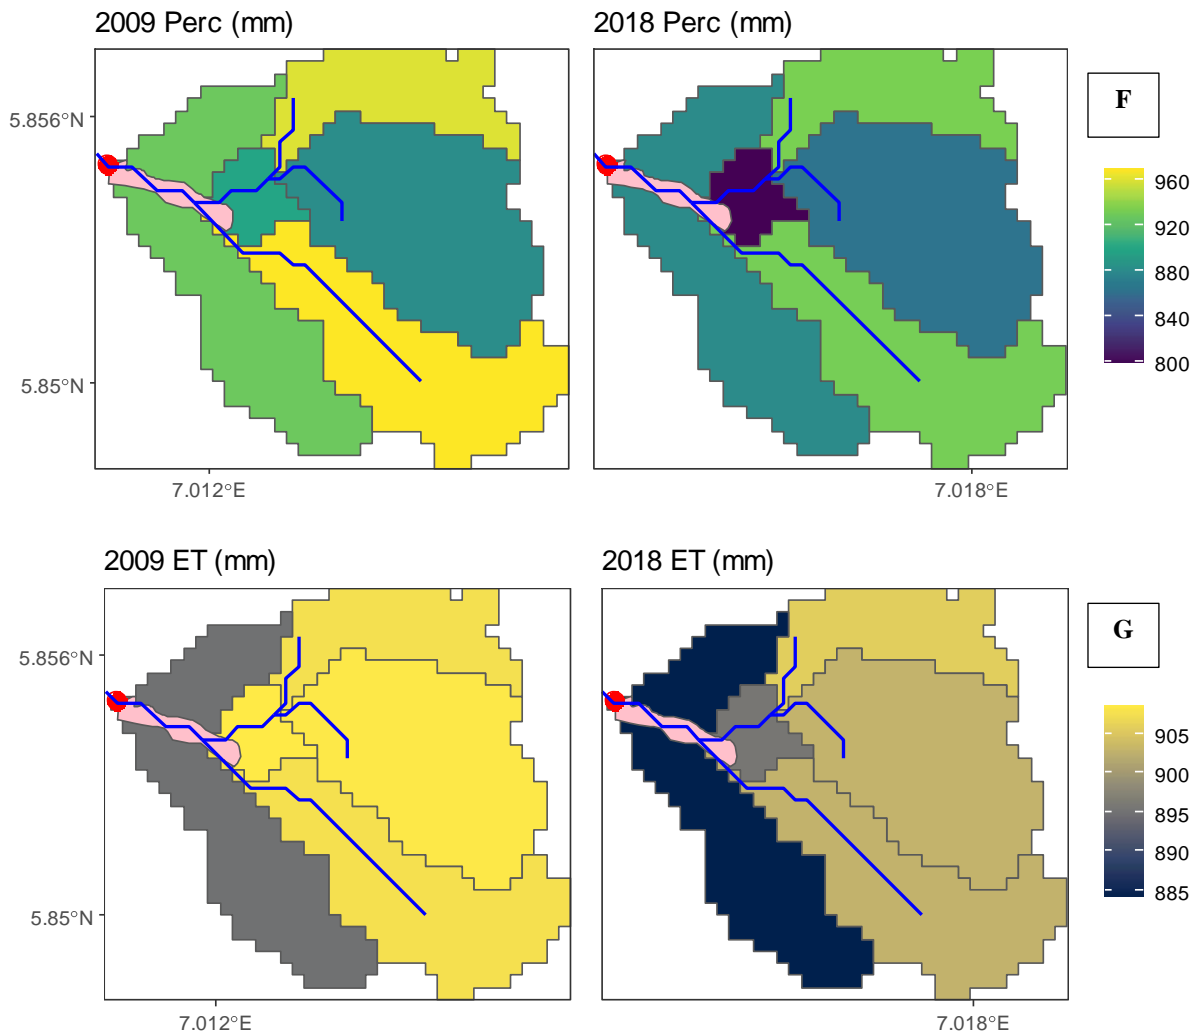 2009 Perc (mm)
2018 Perc (mm)
F
5.856°N
5.85°N
7.012°E
7.018°E
960
920
880
840
800
2009 ET (mm)
2018 ET (mm)
G
5.856°N
5.85°N
7.012°E
7.018°E
905
900
895
890
885